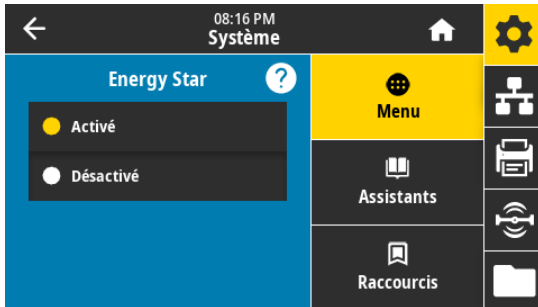 08:16 PM
Système
Energy Star
?
Activé
Désactivé
Menu
Assistants
Raccourcis